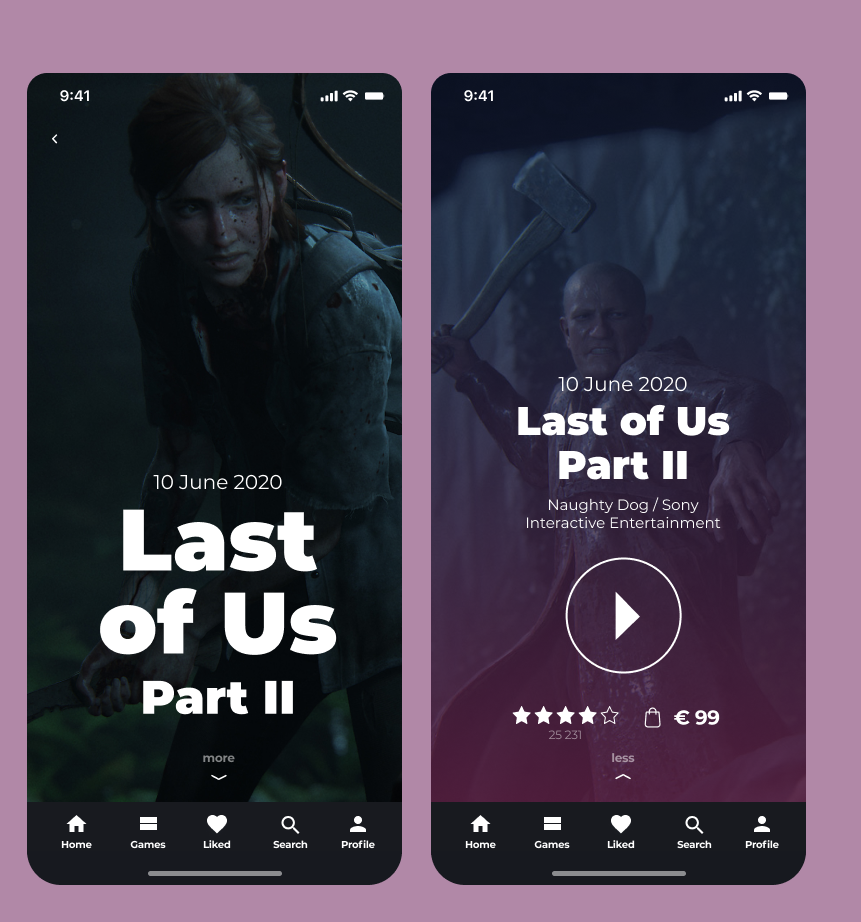 9:41
10 June 2020
Last
of Us
Part II
more
Home Games Liked Search Profile
9:41
10 June 2020
Last of Us
Part II
Naughty Dog / Sony
Interactive Entertainment
€ 99
25 231
less
Home Games Liked Search Profile